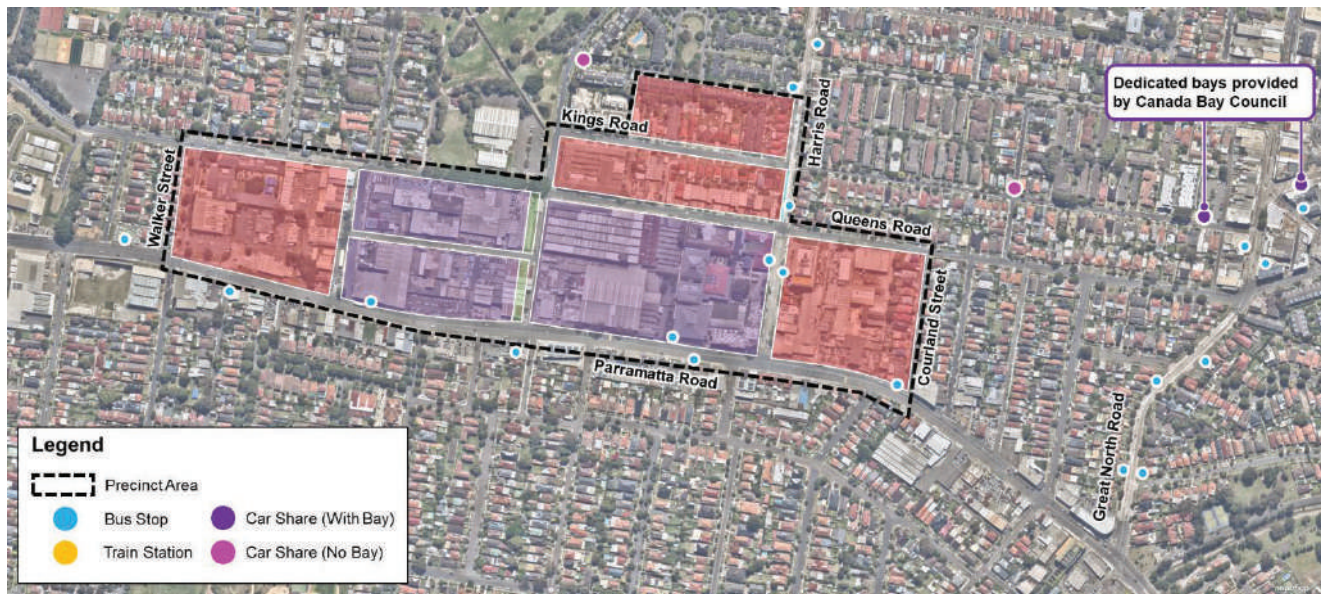 Dedicated bays provided
by Canada Bay Council
Kings Road
Harris Road
Walker Street
Queens Road
Courland Street
Parramatta Road
Great North Road
Legend
Precinct Area
Bus Stop
Car Share (With Bay)
Train Station
Car Share (No Bay)